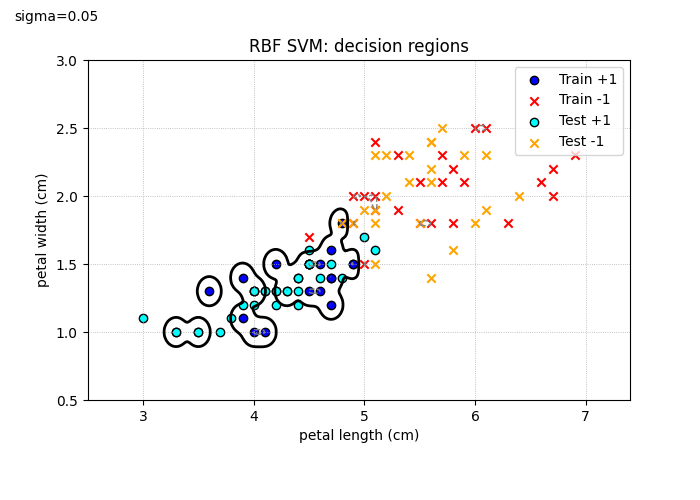 sigma=0.05
RBF SVM: decision regions
Train +1
Train -1
Test +1
Test -1
3.0
2.5
2.0
1.5
1.0
0.5
petal width (cm)
3 4 5 6 7
petal length (cm)